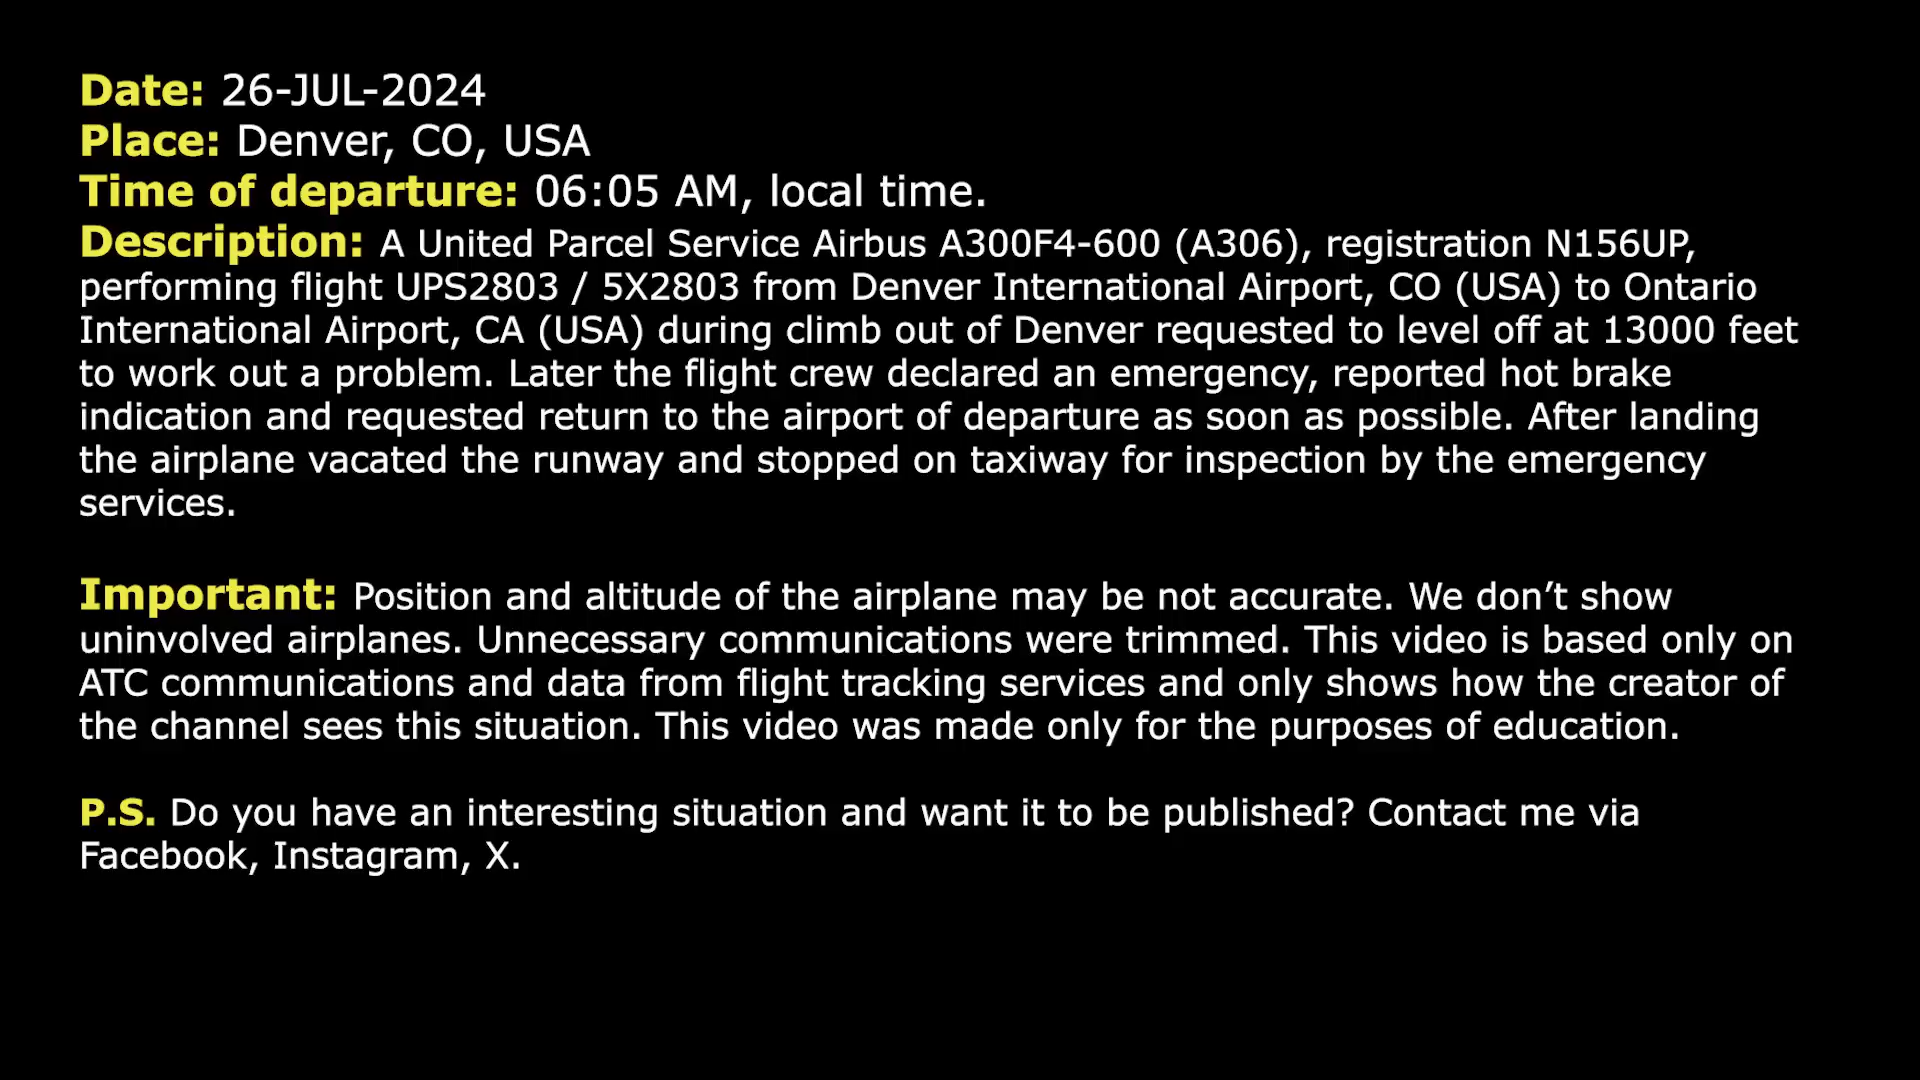 Date: 26-JUL-2024
Place: Denver, CO, USA
Time of departure: 06:05 AM, local time.
Description: A United Parcel Service Airbus A300F4-600 (A306), registration N156UP,
performing flight UPS2803 / 5X2803 from Denver International Airport, CO (USA) to Ontario
International Airport, CA (USA) during climb out of Denver requested to level off at 13000 feet
to work out a problem. Later the flight crew declared an emergency, reported hot brake
indication and requested return to the airport of departure as soon as possible. After landing
the airplane vacated the runway and stopped on taxiway for inspection by the emergency
services.
Important: Position and altitude of the airplane may be not accurate. We don’t show
uninvolved airplanes. Unnecessary communications were trimmed. This video is based only on
ATC communications and data from flight tracking services and only shows how the creator of
the channel sees this situation. This video was made only for the purposes of education.
P.S. Do you have an interesting situation and want it to be published? Contact me via
Facebook, Instagram, X.